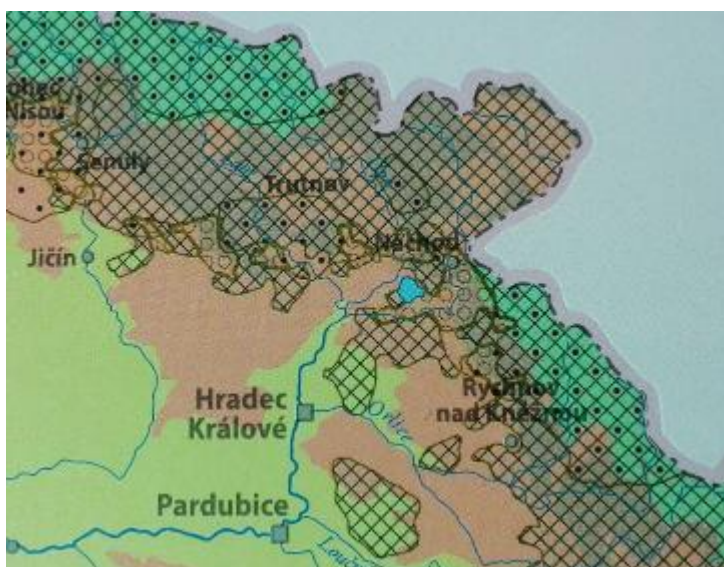 Nisou
Semily
Trutnov
Náchod
Jičín
Rychnov
nad Kněžnou
Hradec
Králové
Orlice
Pardubice